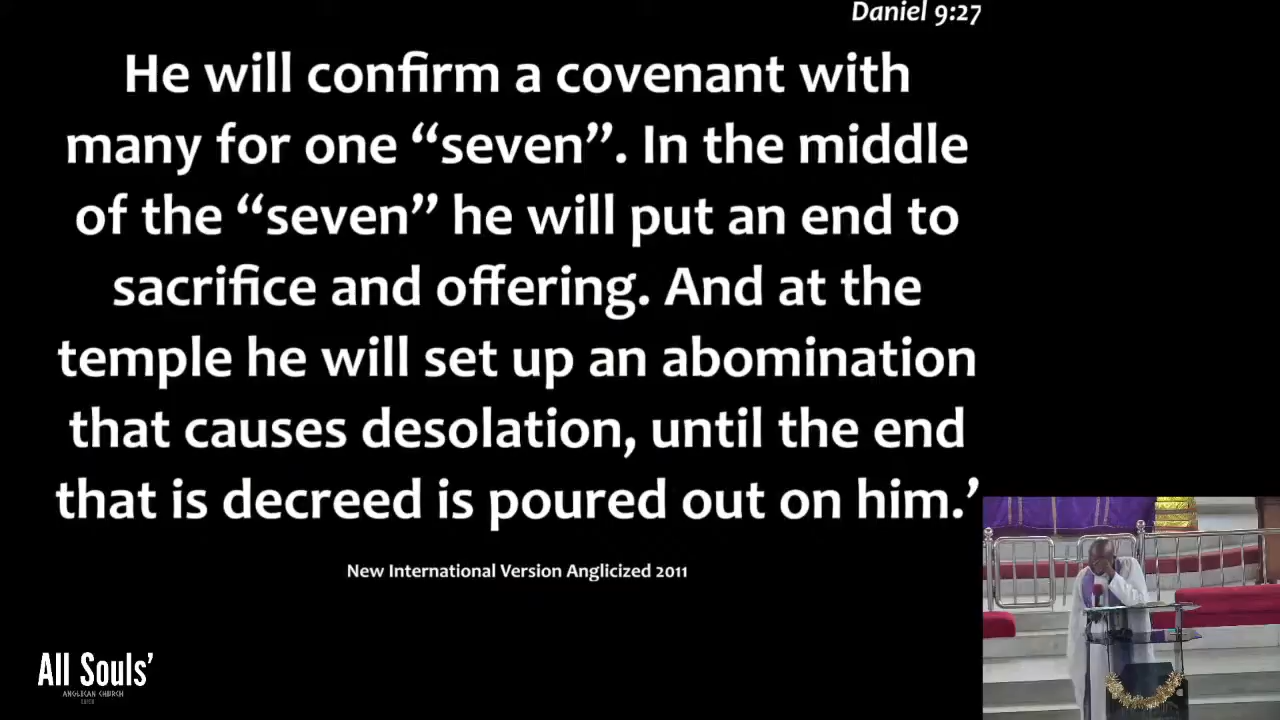 Daniel 9:27
He will confirm a covenant with
many for one “seven”. In the middle
of the “seven” he will put an end to
sacrifice and offering. And at the
temple he will set up an abomination
that causes desolation, until the end
that is decreed is poured out on him.’
New International Version Anglicized 2011
All Souls’
ANGLICAN CHURCH